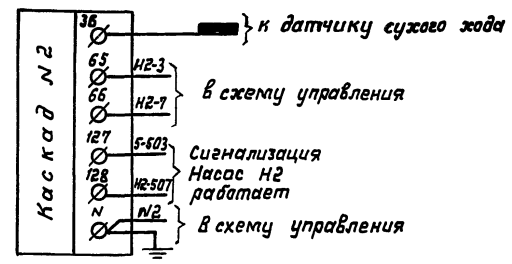 Каскад N2
36
к датчику сухого хода
65
Н2-3
66
Н2-7
в схему управления
127
5-503
128
Н2-507
Сигнализация
Насос Н2
работает
N
N2
В схему управления